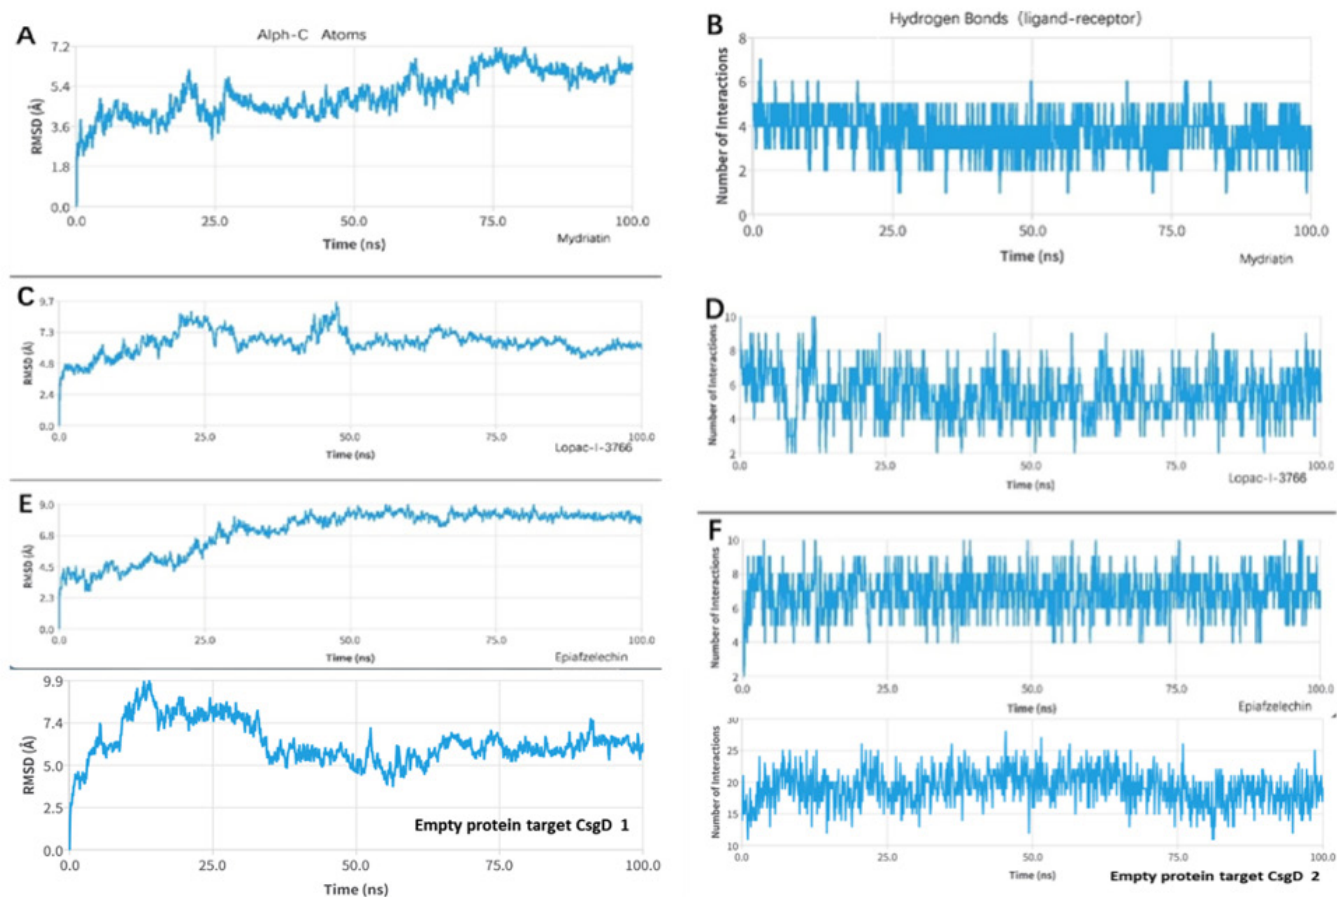 A
Alph-C Atoms
RMSD (Å)
7.2
5.4
3.6
1.8
0.0
0.0 25.0 50.0 75.0 100.0
Time (ns)
Mydriatin
B
Hydrogen Bonds (ligand-receptor)
Number of Interactions
8
6
4
2
0
0.0 25.0 50.0 75.0 100.0
Time (ns)
Mydriatin
C
RMSD (Å)
9.7
7.3
4.8
2.4
0.0
0.0 25.0 50.0 75.0 100.0
Time (ns)
Lopac-I-3766
D
Number of Interactions
10
8
6
4
2
0.0 25.0 50.0 75.0 100.0
Time (ns)
Lopac-I-3766
E
RMSD (Å)
9.0
6.8
4.5
2.3
0.0
0.0 25.0 50.0 75.0 100.0
Time (ns)
Epiafzelechin
F
Number of Interactions
10
8
6
4
2
0.0 25.0 50.0 75.0 100.0
Time (ns)
Epiafzelechin
RMSD (Å)
9.9
7.4
5.0
2.5
0.0
Empty protein target CsgD 1
0.0 25.0 50.0 75.0 100.0
Time (ns)
Number of Interactions
30
25
20
15
10
0.0 25.0 50.0 75.0 100.0
Time (ns)
Empty protein target CsgD 2